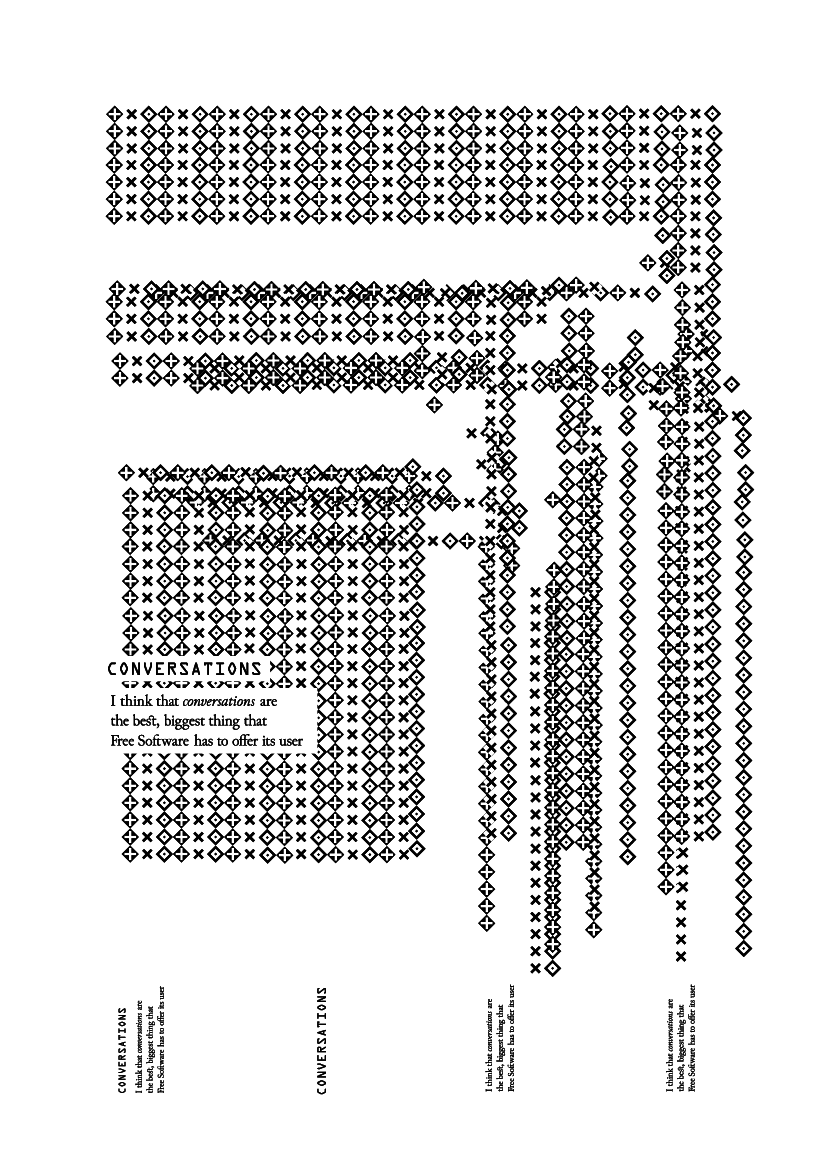 CONVERSATIONS
I think that conversations are
the best, biggest thing that
Free Software has to offer its user
CONVERSATIONS
I think that conversations are
the best, biggest thing that
Free Software has to offer its user
CONVERSATIONS
I think that conversations are
the best, biggest thing that
Free Software has to offer its user
I think that conversations are
the best, biggest thing that
Free Software has to offer its user